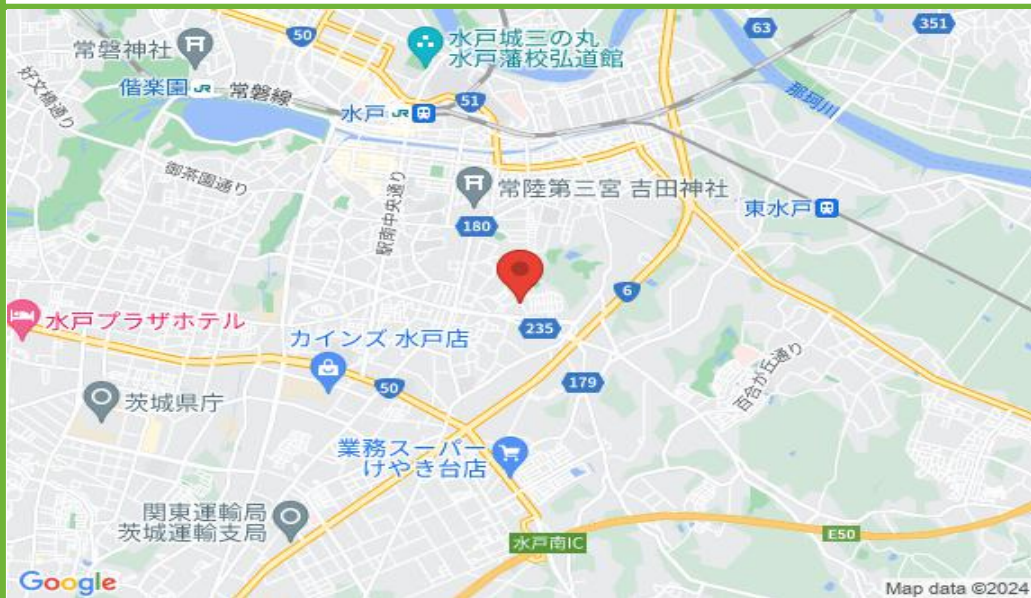 50
63
351
常磐神社
水戸城三の丸
水戸藩校弘道館
好文橋通り
偕楽園 JR
常磐線
那珂川
51
水戸 JR
御茶園通り
駅南中央通り
常陸第三宮 吉田神社
東水戸
180
6
水戸プラザホテル
235
カインズ 水戸店
百合が丘通り
179
50
茨城県庁
業務スーパー
けやき台店
関東運輸局
茨城運輸支局
水戸南IC
E50
Google
Map data ©2024